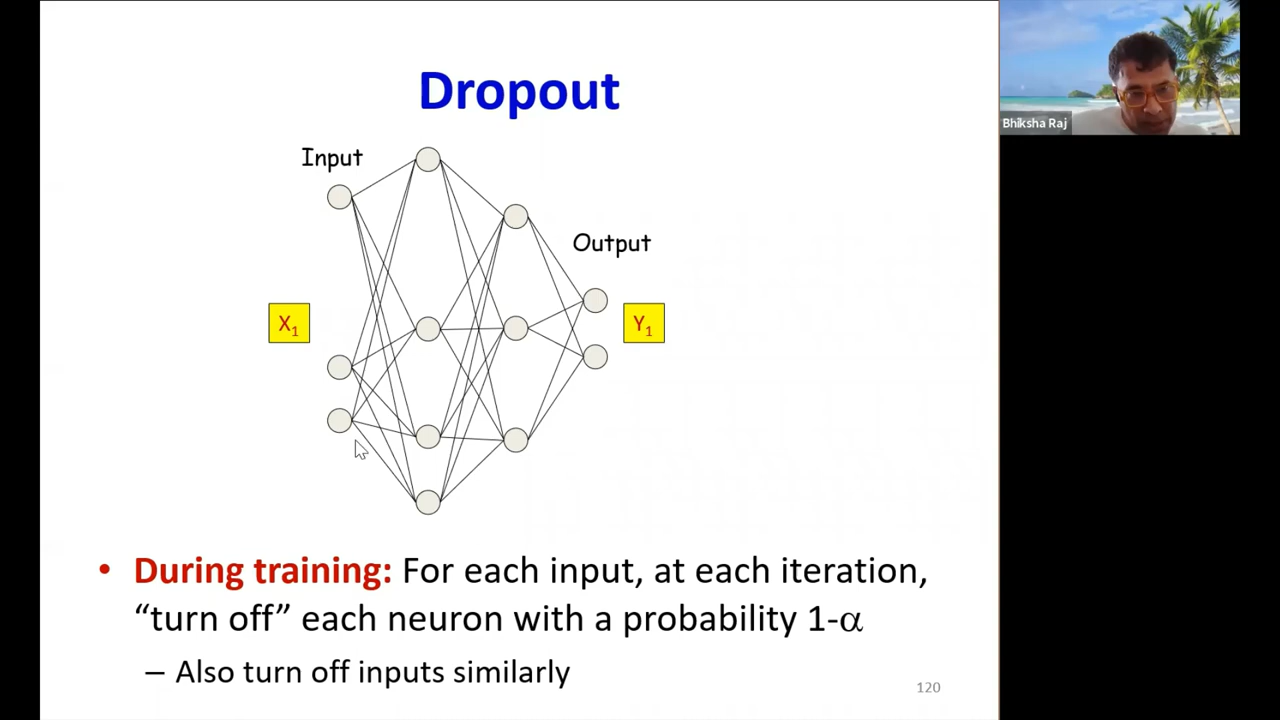 Dropout
Input
Output
X1
Y1
• During training: For each input, at each iteration,
“turn off” each neuron with a probability 1-α
– Also turn off inputs similarly
120
Bhiksha Raj